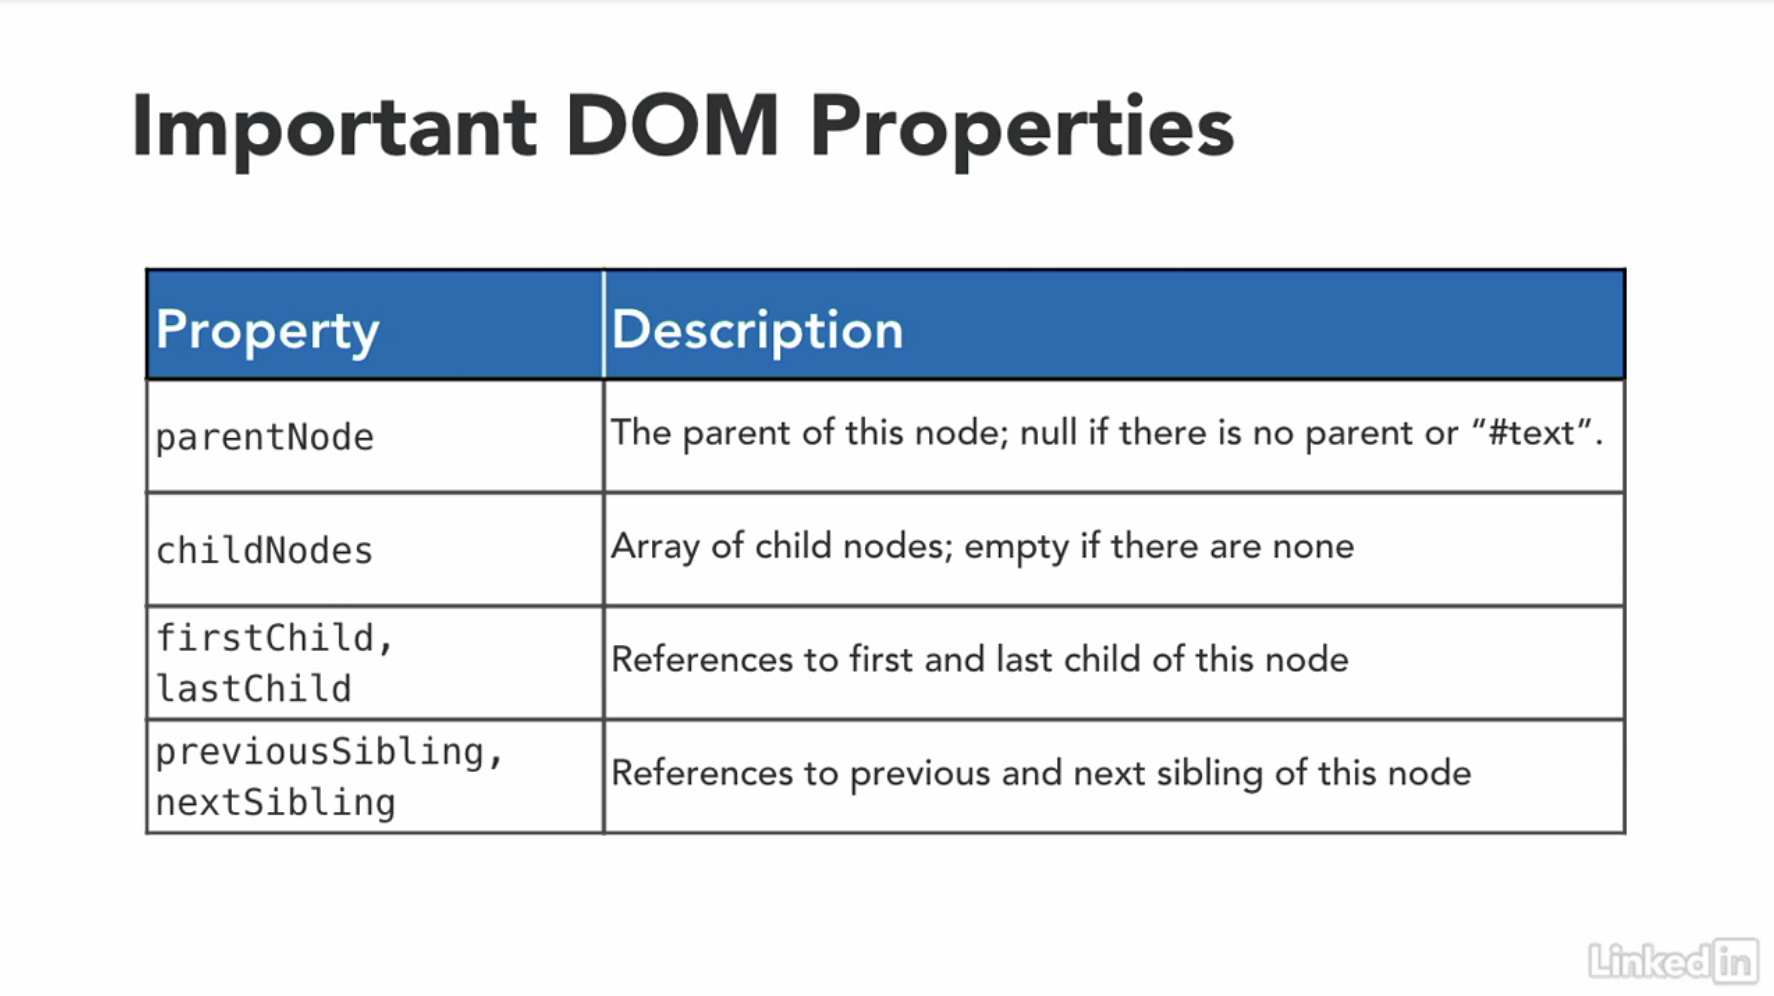 Important DOM Properties
Property Description
parentNode The parent of this node; null if there is no parent or “#text”.
childNodes Array of child nodes; empty if there are none
firstChild,
lastChild
References to first and last child of this node
previousSibling,
nextSibling
References to previous and next sibling of this node
Linked in